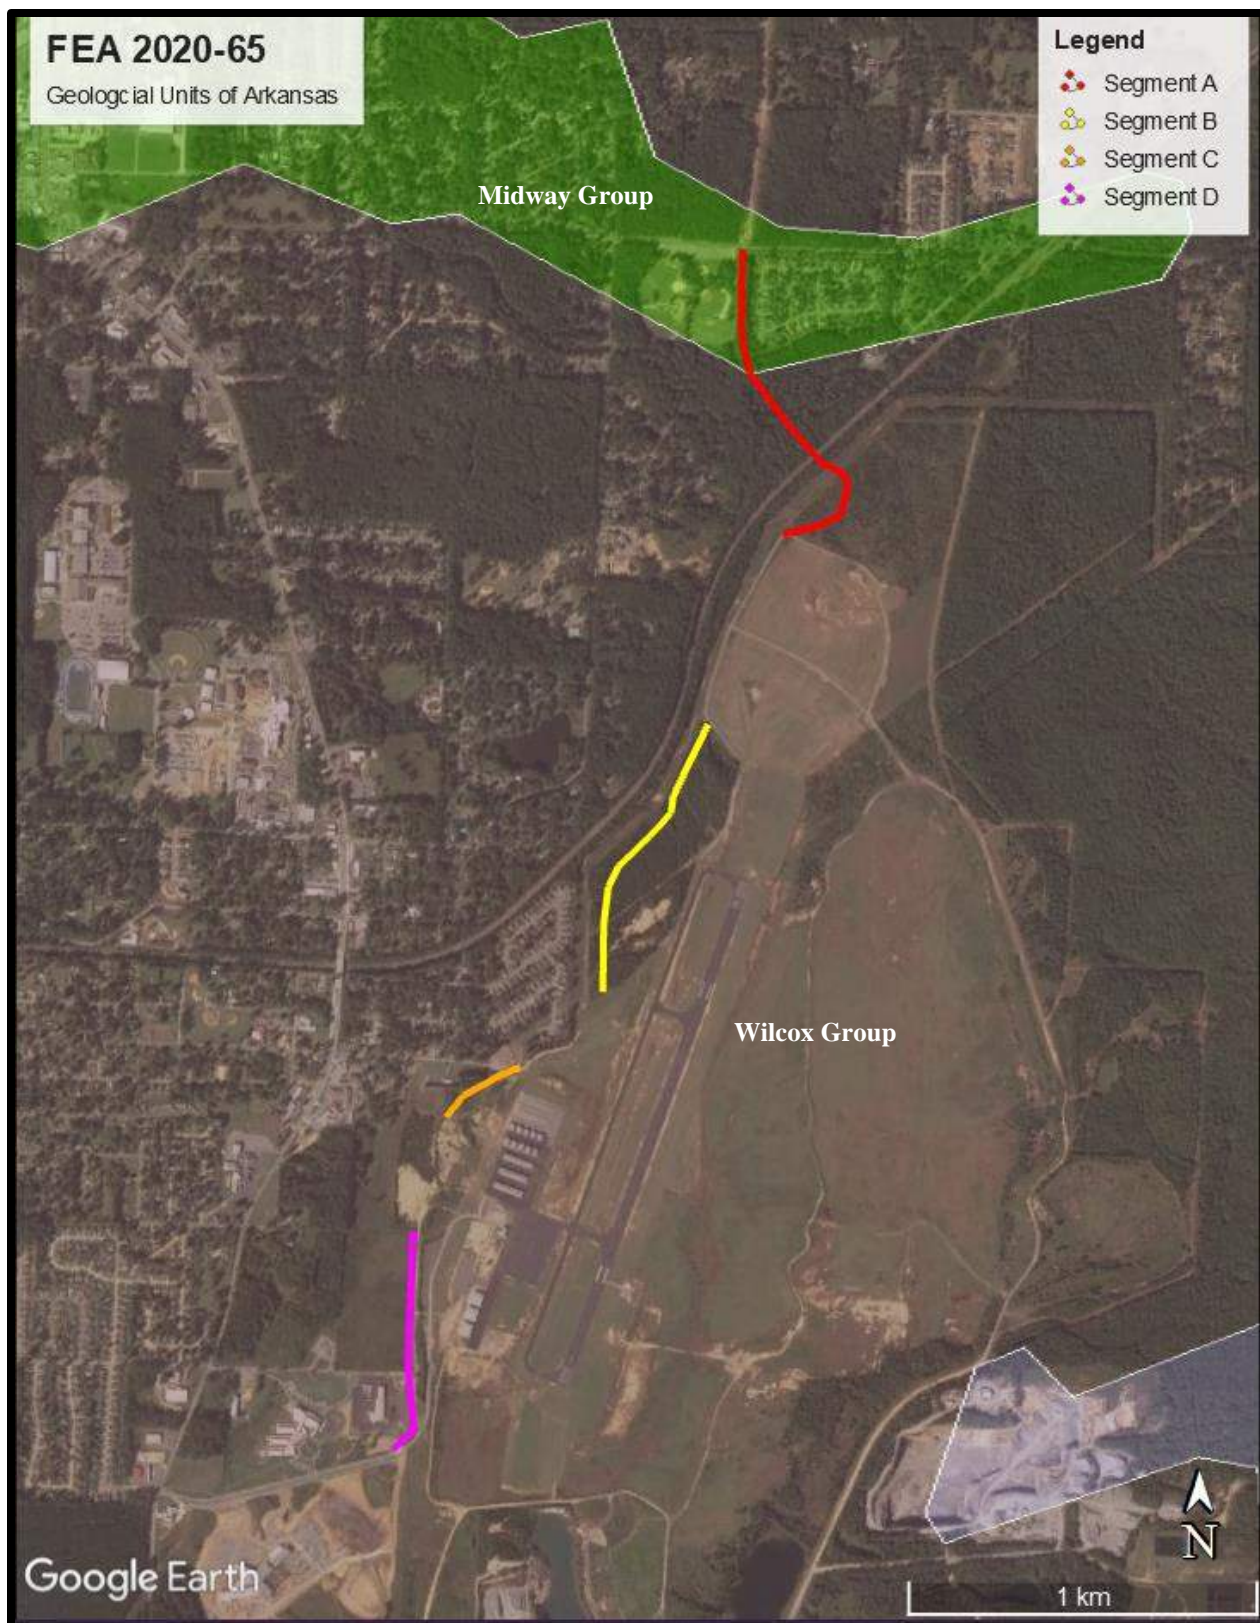 FEA 2020-65
Geologcial Units of Arkansas
Legend
Segment A
Segment B
Segment C
Segment D
Midway Group
Wilcox Group
Google Earth
N
1 km